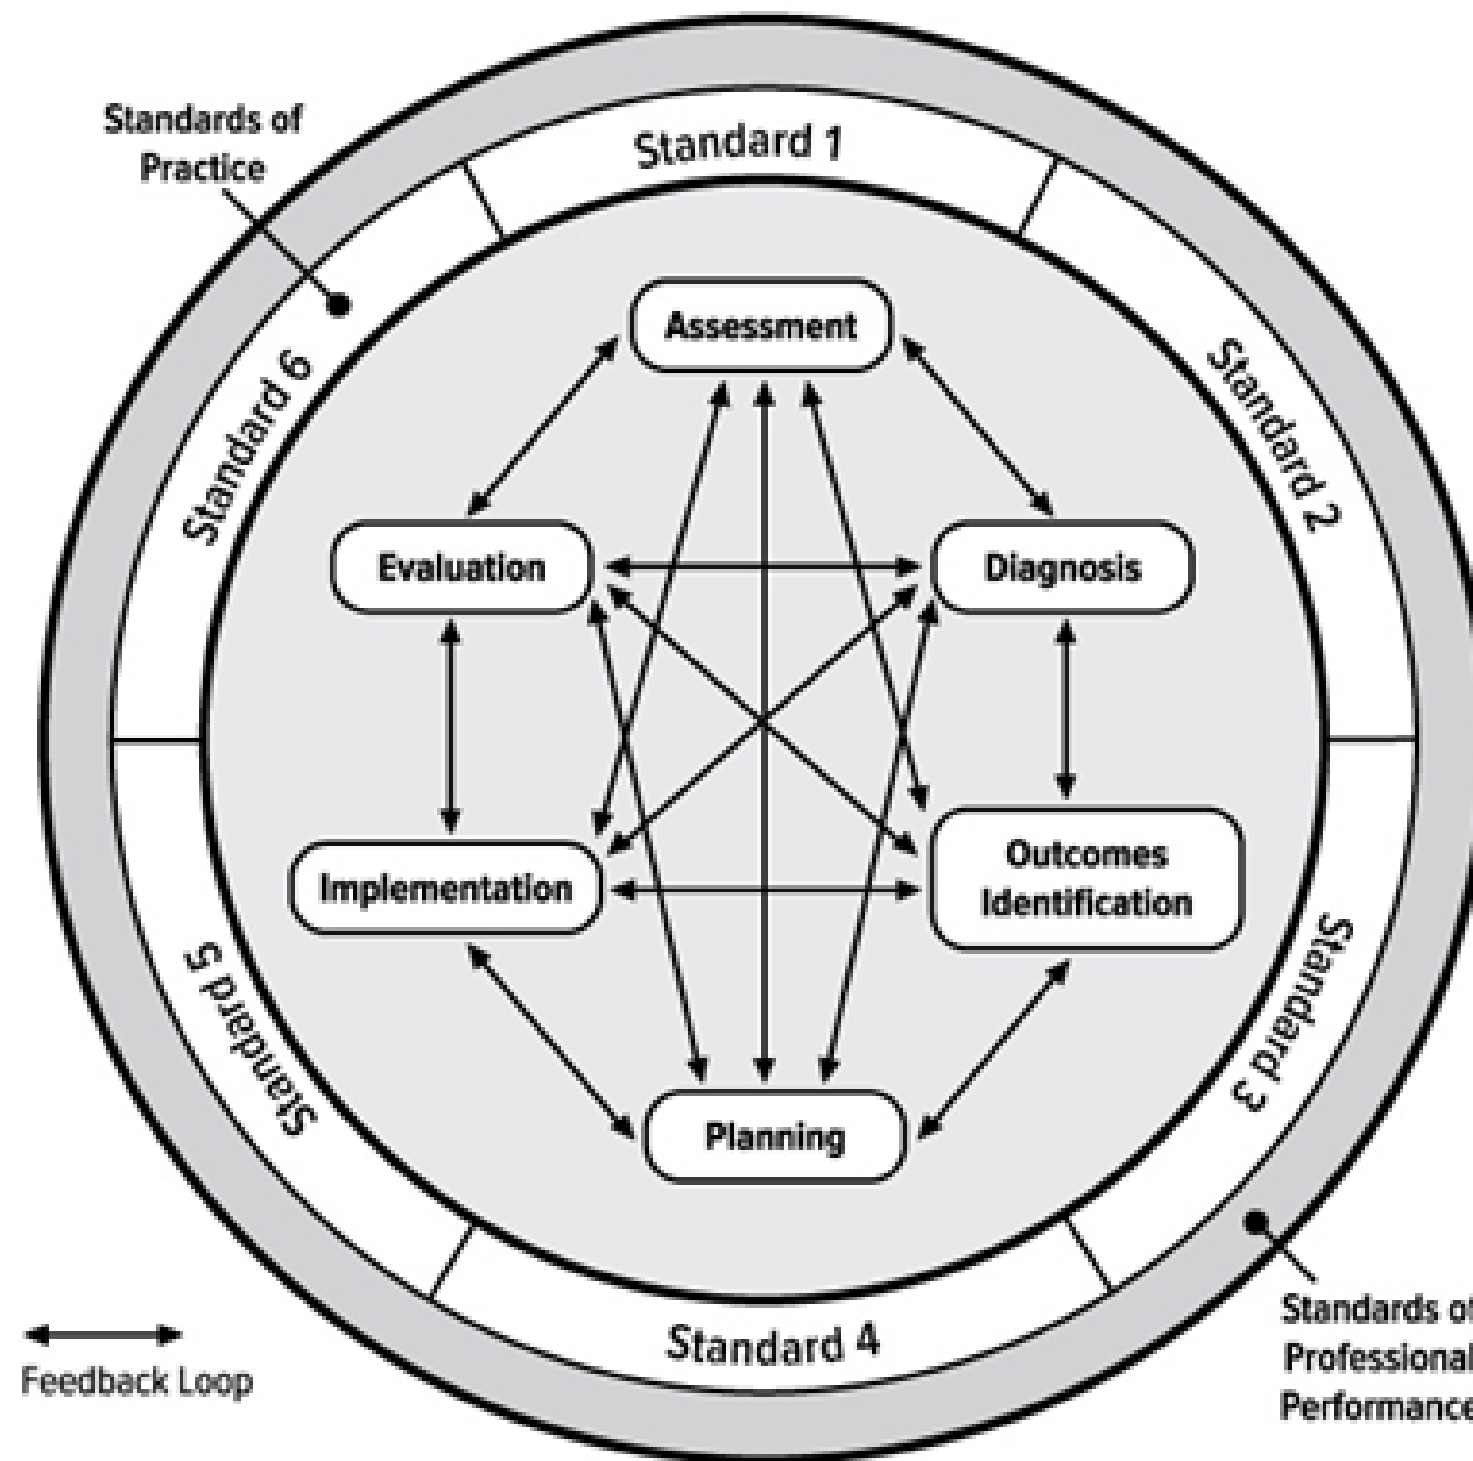 Standards of
Practice
Standard 1
Standard 2
Standard 3
Standard 4
Standard 5
Standard 6
Assessment
Evaluation
Diagnosis
Implementation
Outcomes
Identification
Planning
Feedback Loop
Standards of
Professional
Performance